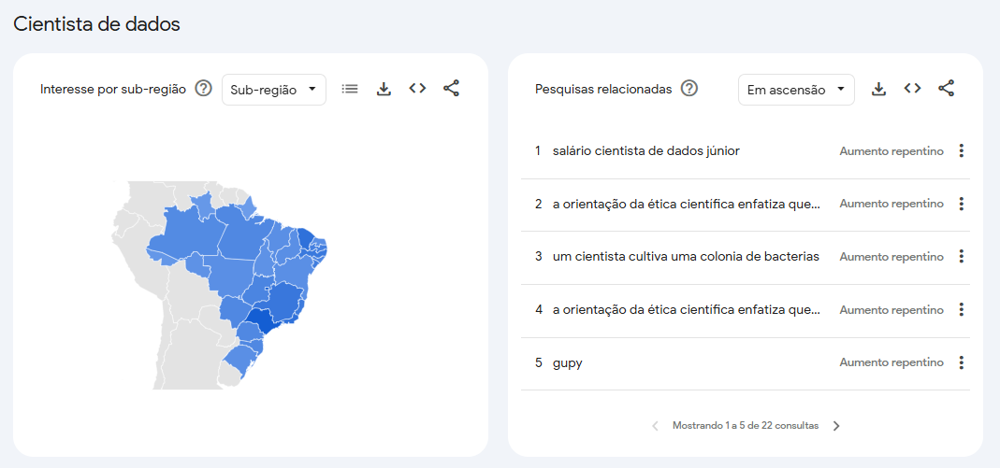 Cientista de dados
Interesse por sub-região
Sub-região
Pesquisas relacionadas
Em ascensão
1 salário cientista de dados júnior Aumento repentino
2 a orientação da ética científica enfatiza que... Aumento repentino
3 um cientista cultiva uma colonia de bacterias Aumento repentino
4 a orientação da ética científica enfatiza que... Aumento repentino
5 gupy Aumento repentino
Mostrando 1 a 5 de 22 consultas